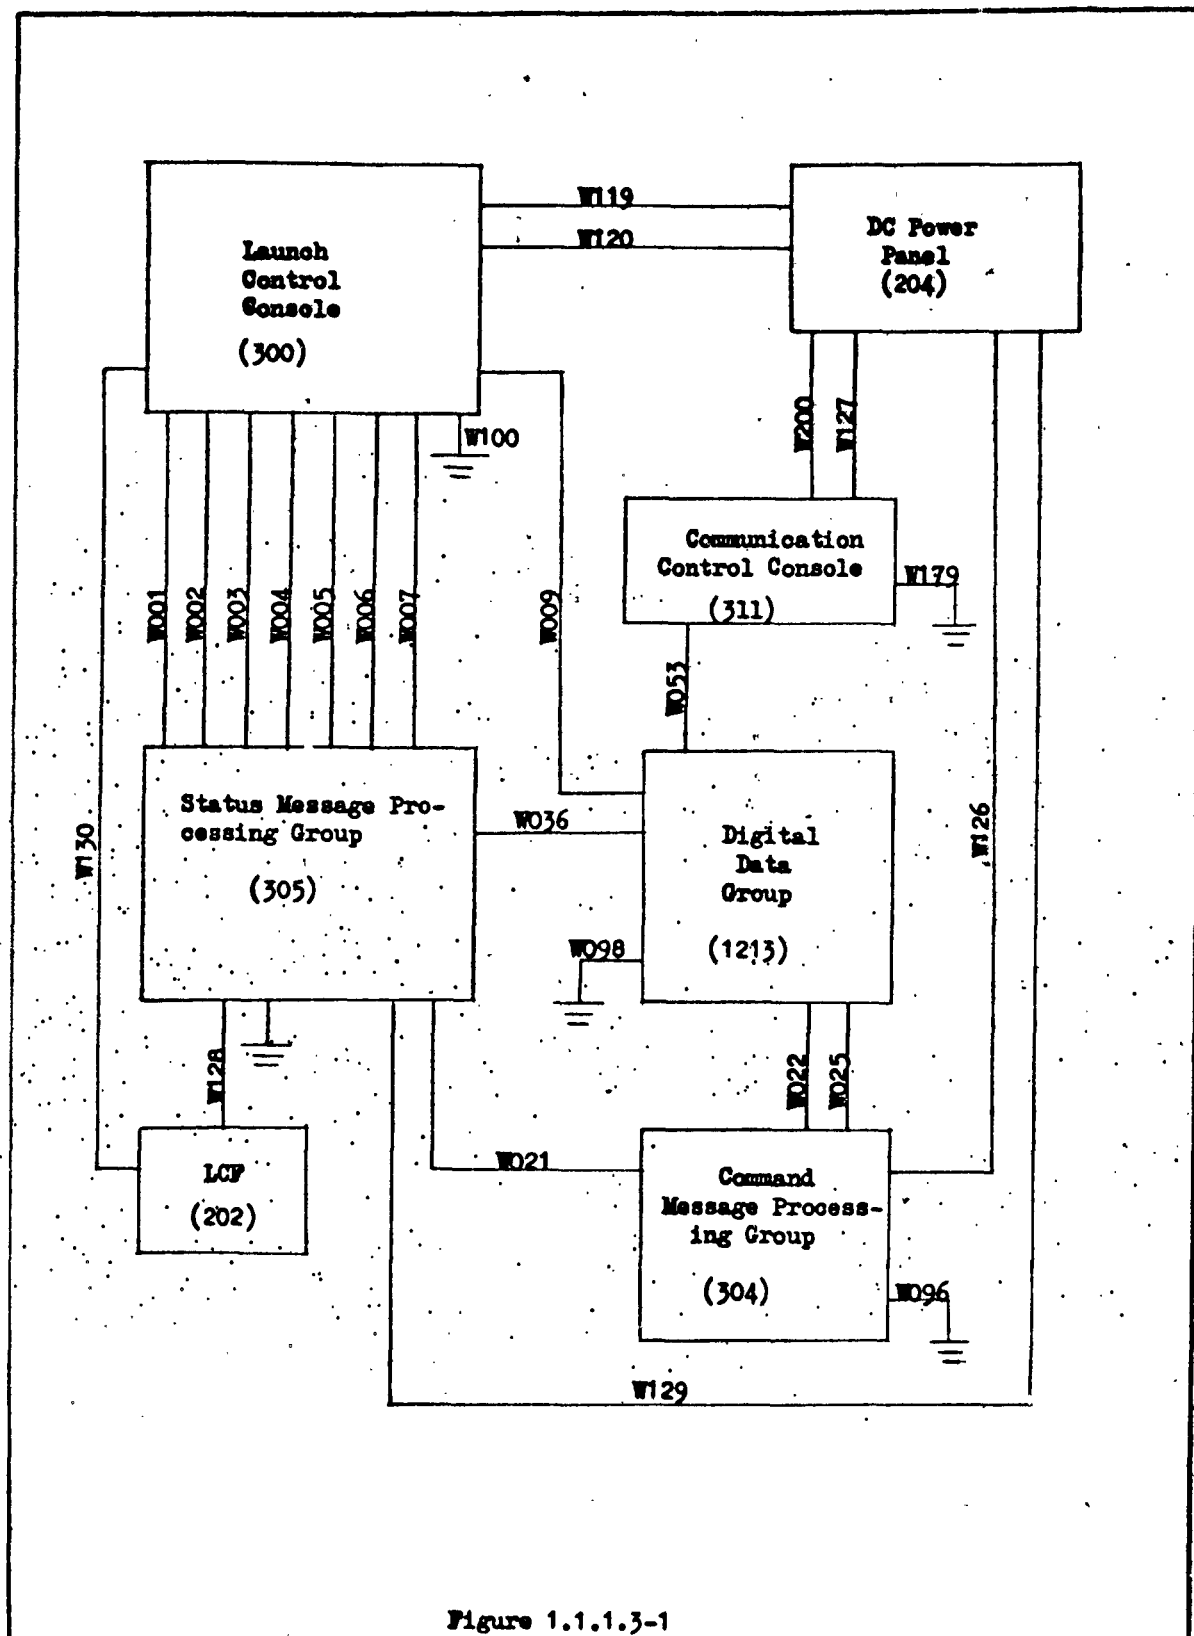 Launch
Control
Console
(300)
W119
W120
DC Power
Panel
(204)
W100
W200
W127
Communication
Control Console
(311)
W179
W001
W002
W003
W004
W005
W006
W007
W009
W053
W130
Status Message Pro-
cessing Group
(305)
W036
Digital
Data
Group
(1213)
W126
W098
W128
W022
W025
LCF
(202)
W021
Command
Message Process-
ing Group
(304)
W096
W129
Figure 1.1.1.3-1